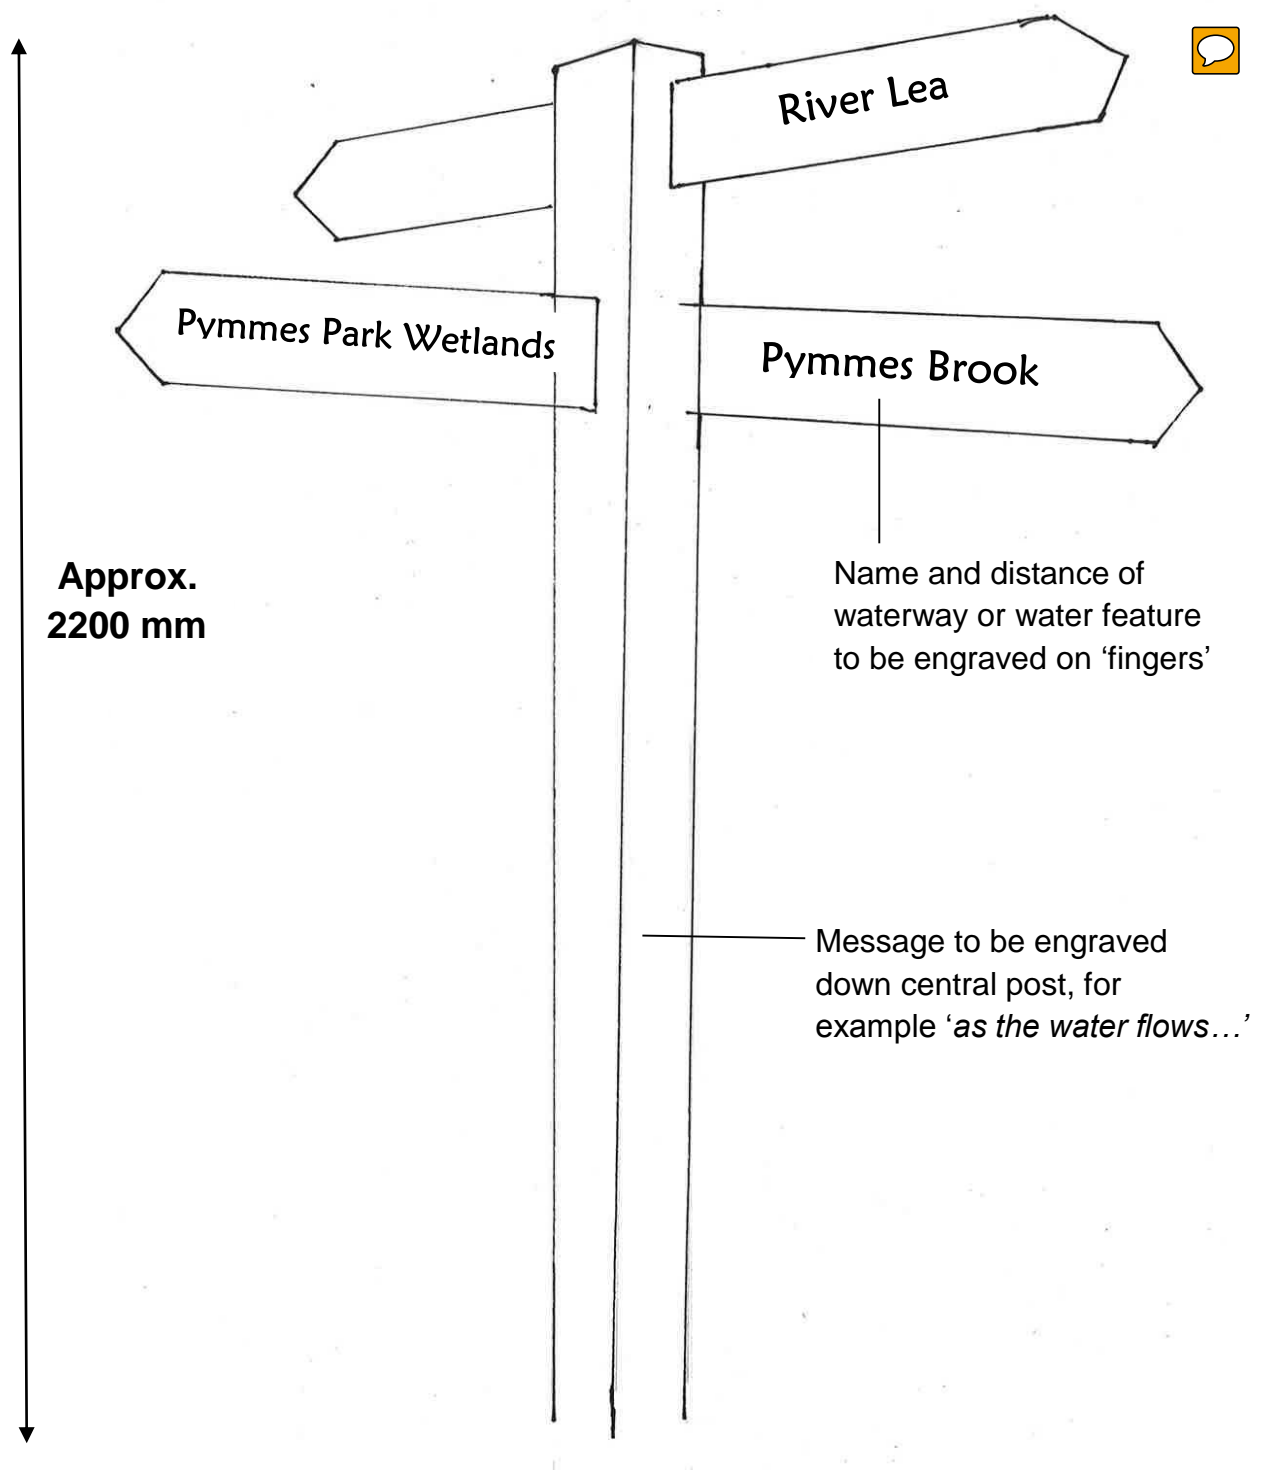 River Lea
Pymmes Park Wetlands
Pymmes Brook
Approx.
2200 mm
Name and distance of
waterway or water feature
to be engraved on ‘fingers’
Message to be engraved
down central post, for
example ‘as the water flows…’